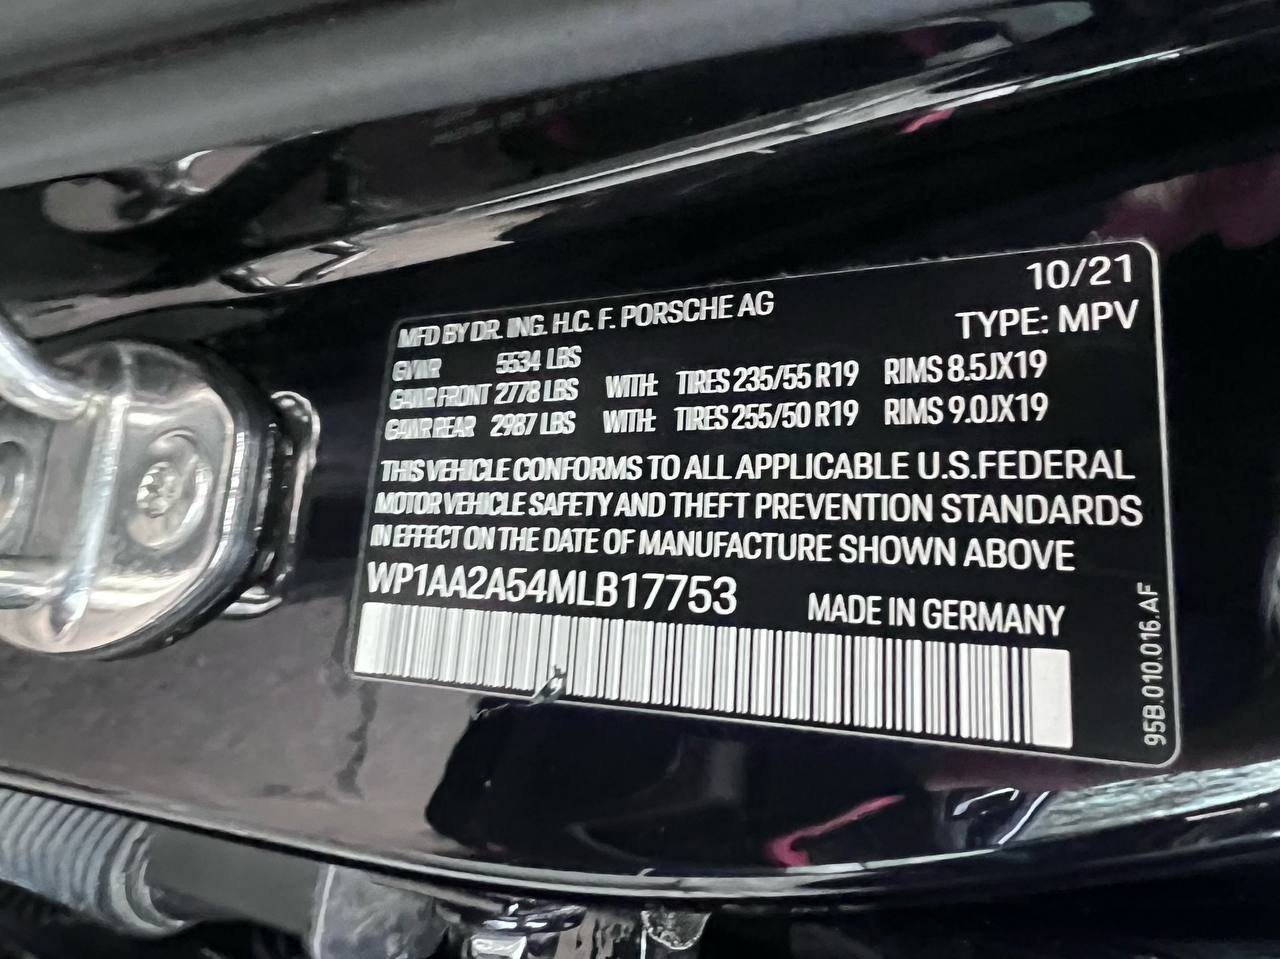 10/21
MFD BY DR. ING. H.C. F. PORSCHE AG
TYPE: MPV
GVWR 5534 LBS
GAWR FRONT 2778 LBS WITH: TIRES 235/55 R19 RIMS 8.5JX19
GAWR REAR 2987 LBS WITH: TIRES 255/50 R19 RIMS 9.0JX19
THIS VEHICLE CONFORMS TO ALL APPLICABLE U.S.FEDERAL
MOTOR VEHICLE SAFETY AND THEFT PREVENTION STANDARDS
IN EFFECT ON THE DATE OF MANUFACTURE SHOWN ABOVE
WP1AA2A54MLB17753 MADE IN GERMANY
95B.010.016.AF